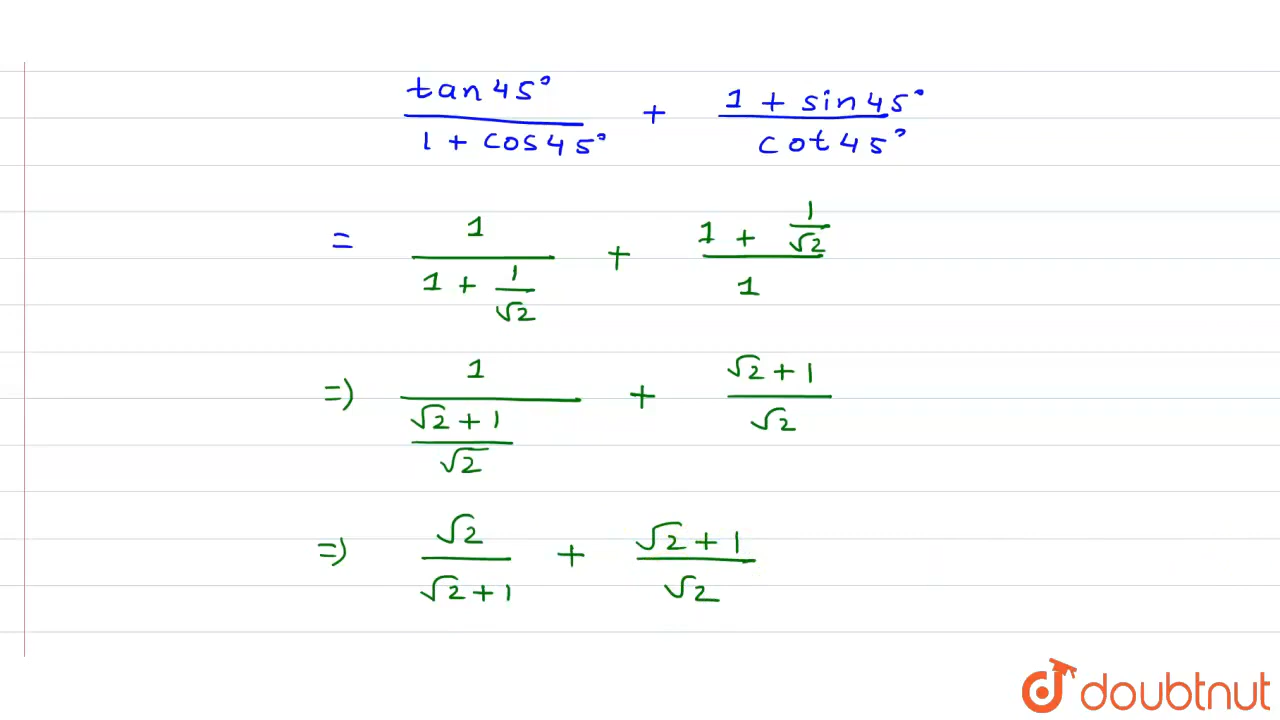 tan45° / 1 + cos45° + 1 + sin45° / cot45°
= 1 / 1 + 1/√2 + 1 + 1/√2 / 1
=) 1 / √2 + 1 / √2 + √2 + 1 / √2
=) √2 / √2 + 1 + √2 + 1 / √2
doubtnut